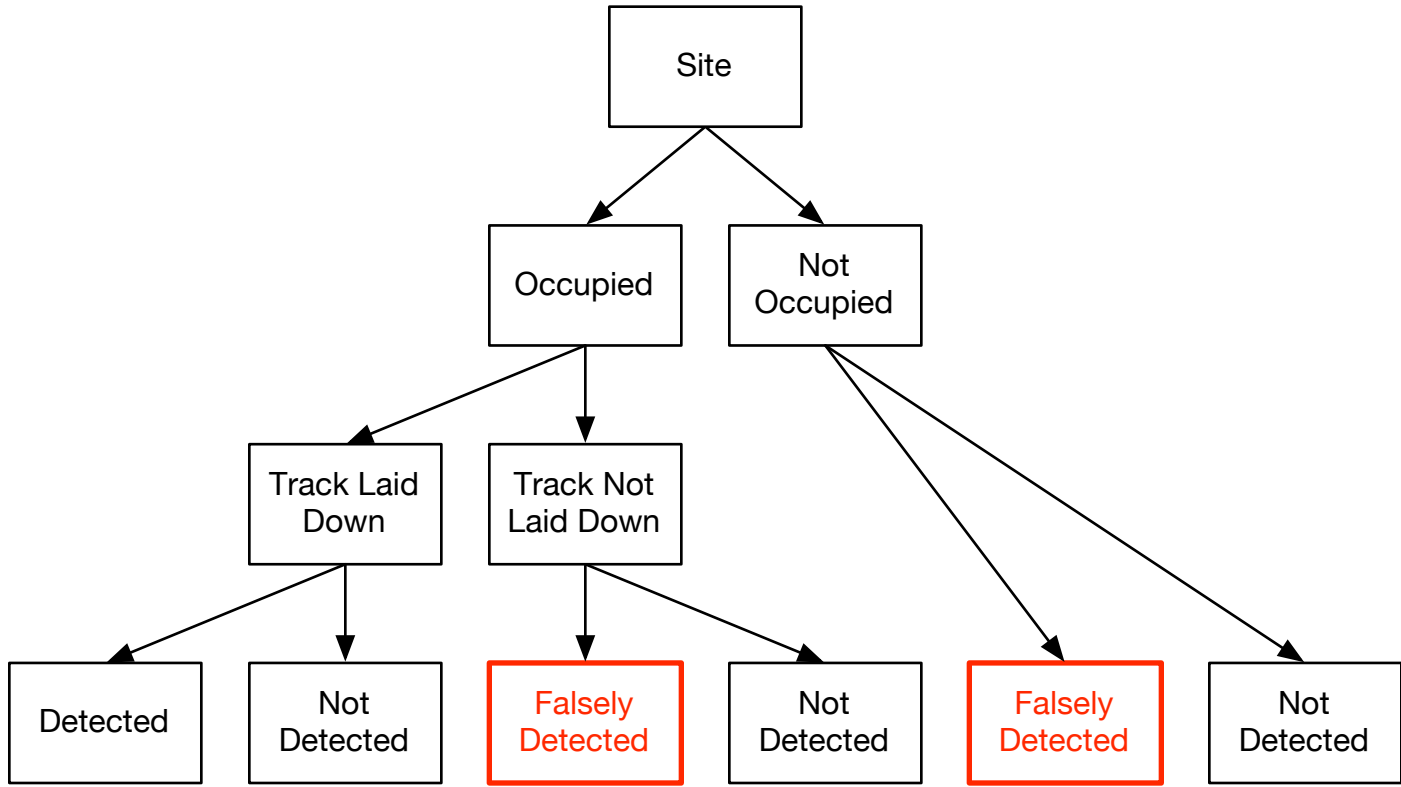 Site
Occupied
Not
Occupied
Track Laid
Down
Track Not
Laid Down
Detected
Not
Detected
Falsely
Detected
Not
Detected
Falsely
Detected
Not
Detected